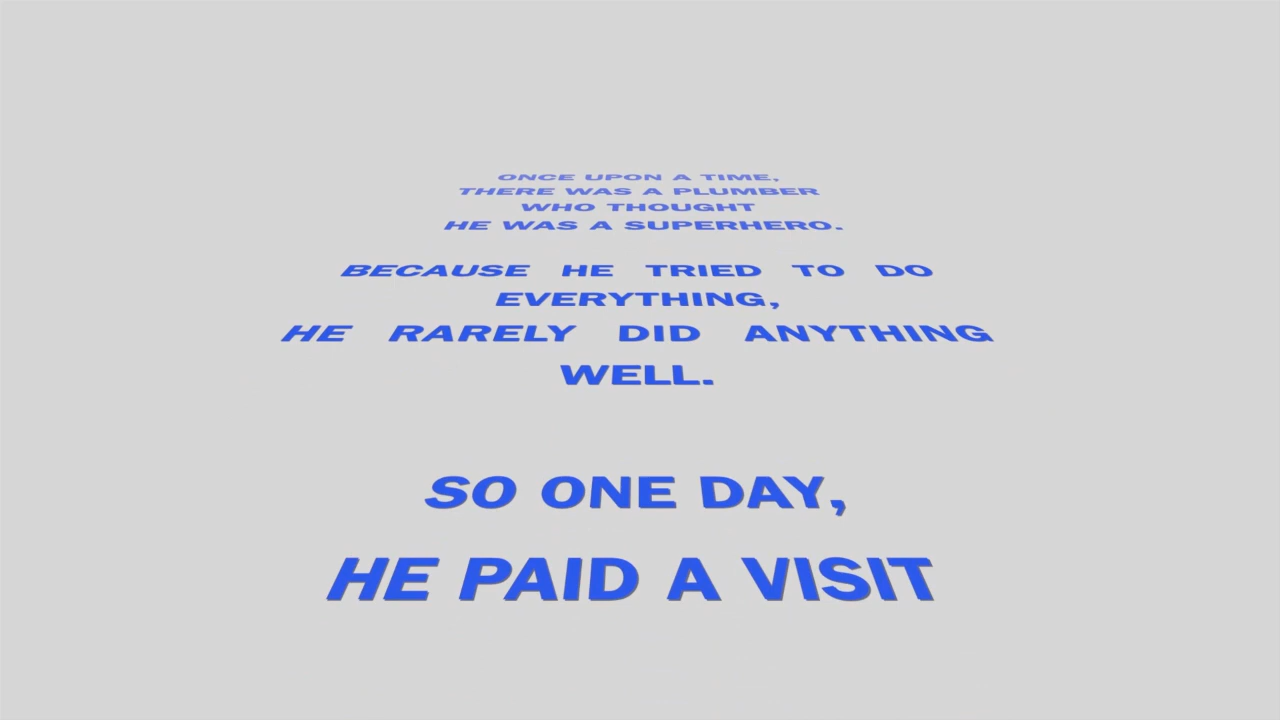 ONCE UPON A TIME,
THERE WAS A PLUMBER
WHO THOUGHT
HE WAS A SUPERHERO.
BECAUSE HE TRIED TO DO
EVERYTHING,
HE RARELY DID ANYTHING
WELL.
SO ONE DAY,
HE PAID A VISIT